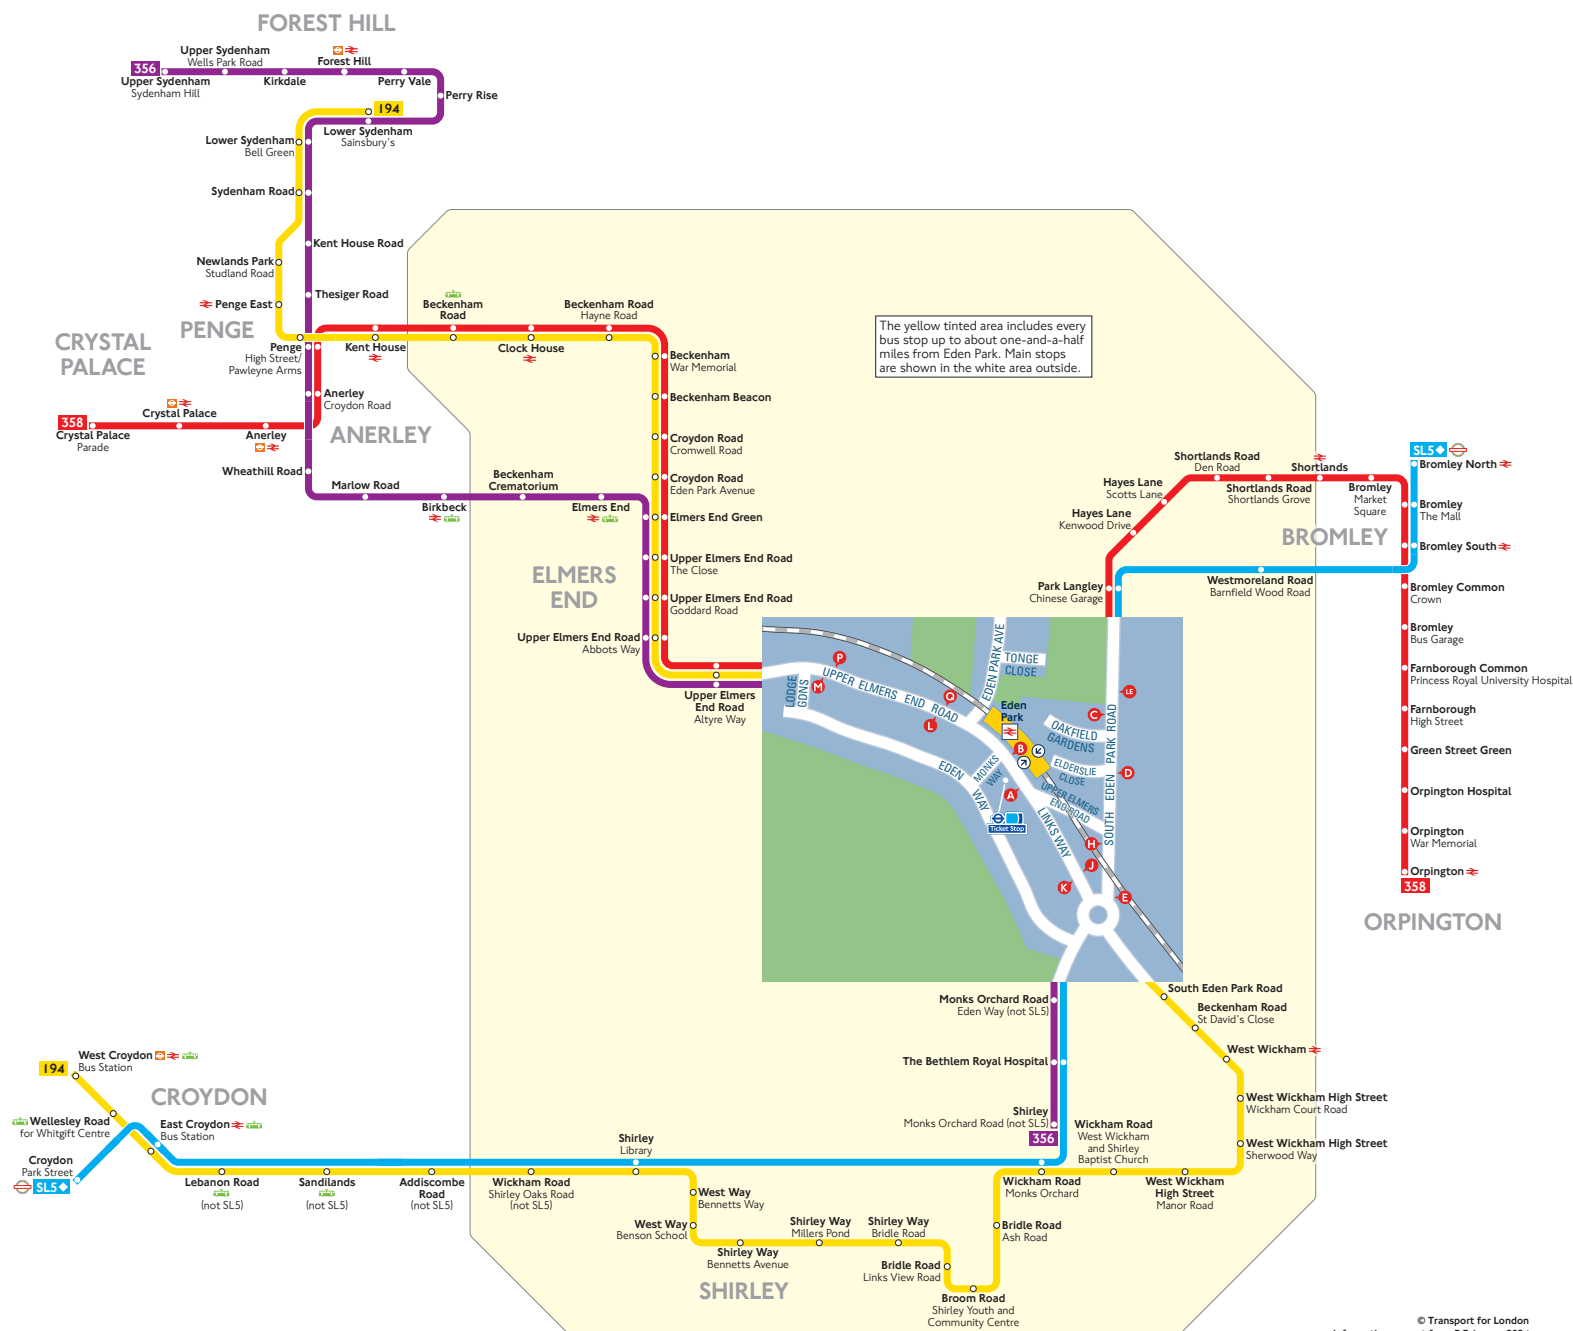 FOREST HILL
Upper Sydenham
Wells Park Road
Forest Hill
356
Upper Sydenham
Sydenham Hill
Kirkdale
Perry Vale
Perry Rise
194
Lower Sydenham
Sainsbury's
Lower Sydenham
Bell Green
Sydenham Road
Kent House Road
Newlands Park
Studland Road
Thesiger Road
Penge East
PENGE
CRYSTAL
PALACE
Penge
High Street/
Pawleyne Arms
Kent House
Beckenham
Road
Clock House
Beckenham Road
Hayne Road
The yellow tinted area includes every
bus stop up to about one-and-a-half
miles from Eden Park. Main stops
are shown in the white area outside.
Beckenham
War Memorial
Beckenham Beacon
Anerley
Croydon Road
Crystal Palace
358
Crystal Palace
Parade
Anerley
ANERLEY
Croydon Road
Cromwell Road
Wheathill Road
Marlow Road
Birkbeck
Beckenham
Crematorium
Elmers End
Croydon Road
Eden Park Avenue
Elmers End Green
ELMERS
END
Upper Elmers End Road
The Close
Upper Elmers End Road
Goddard Road
Upper Elmers End Road
Abbots Way
Upper Elmers
End Road
Altyre Way
Shortlands Road
Den Road
Shortlands
SL5
Bromley North
Hayes Lane
Scotts Lane
Shortlands Road
Shortlands Grove
Bromley
Market
Square
Bromley
The Mall
Hayes Lane
Kenwood Drive
BROMLEY
Bromley South
Park Langley
Chinese Garage
Westmoreland Road
Barnfield Wood Road
Bromley Common
Crown
Bromley
Bus Garage
Farnborough Common
Princess Royal University Hospital
Farnborough
High Street
Green Street Green
Orpington Hospital
Orpington
War Memorial
Orpington
358
ORPINGTON
EDEN PARK AVE
TONGE
CLOSE
P
M
LODGE
GDNS
UPPER ELMERS END ROAD
Q
L
Eden
Park
LE
C
OAKFIELD
GARDENS
B
ELDERSLIE
CLOSE
D
MONKS
WAY
EDEN WAY
A
UPPER ELMERS
END ROAD
SOUTH EDEN PARK ROAD
Ticket Stop
LINKS WAY
H
J
K
E
South Eden Park Road
Monks Orchard Road
Eden Way (not SL5)
Beckenham Road
St David's Close
The Bethlem Royal Hospital
West Wickham
West Croydon
Bus Station
194
CROYDON
West Wickham High Street
Wickham Court Road
Shirley
Monks Orchard Road (not SL5)
356
Wellesley Road
for Whitgift Centre
East Croydon
Bus Station
Shirley
Library
Wickham Road
West Wickham
and Shirley
Baptist Church
West Wickham High Street
Sherwood Way
Croydon
Park Street
SL5
Lebanon Road
(not SL5)
Sandilands
(not SL5)
Addiscombe
Road
(not SL5)
Wickham Road
Shirley Oaks Road
(not SL5)
Wickham Road
Monks Orchard
West Wickham
High Street
Manor Road
West Way
Bennetts Way
West Way
Benson School
Shirley Way
Millers Pond
Shirley Way
Bridle Road
Bridle Road
Ash Road
Shirley Way
Bennetts Avenue
Bridle Road
Links View Road
SHIRLEY
Broom Road
Shirley Youth and
Community Centre
© Transport for London